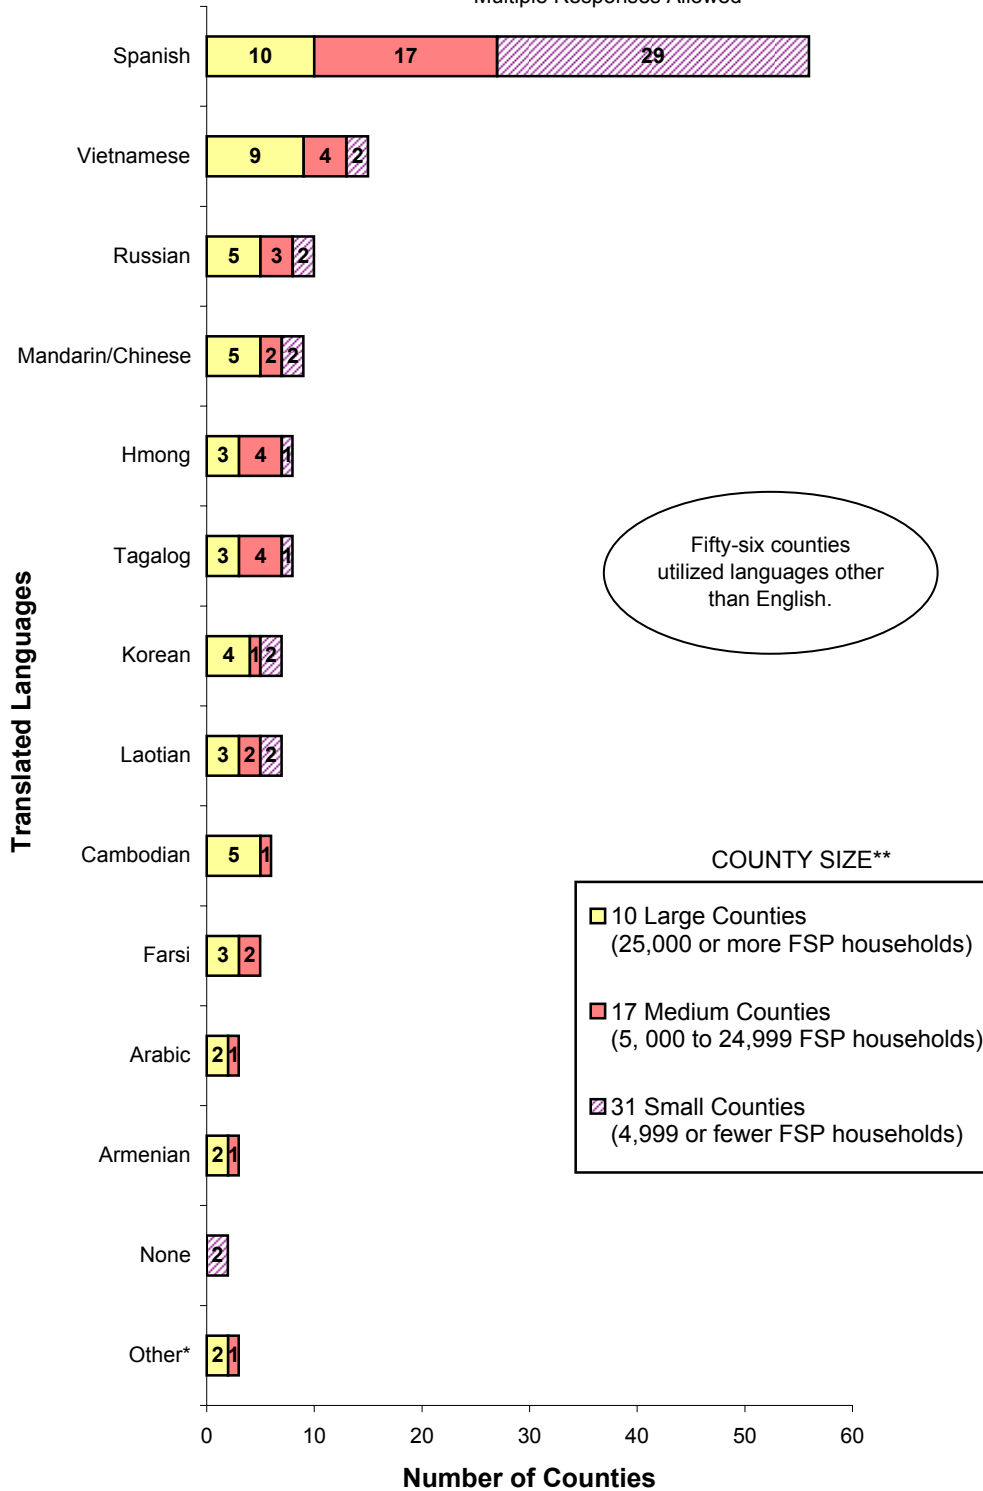 Multiple Responses Allowed
Spanish 10 17 29
Vietnamese 9 4 2
Russian 5 3 2
Mandarin/Chinese 5 2 2
Hmong 3 4 1
Tagalog 3 4 1
Fifty-six counties
utilized languages other
than English.
Translated Languages
Korean 4 1 2
Laotian 3 2 2
Cambodian 5 1
COUNTY SIZE**
10 Large Counties
(25,000 or more FSP households)
17 Medium Counties
(5, 000 to 24,999 FSP households)
31 Small Counties
(4,999 or fewer FSP households)
Farsi 3 2
Arabic 2 1
Armenian 2 1
None 2
Other* 2 1
0 10 20 30 40 50 60
Number of Counties